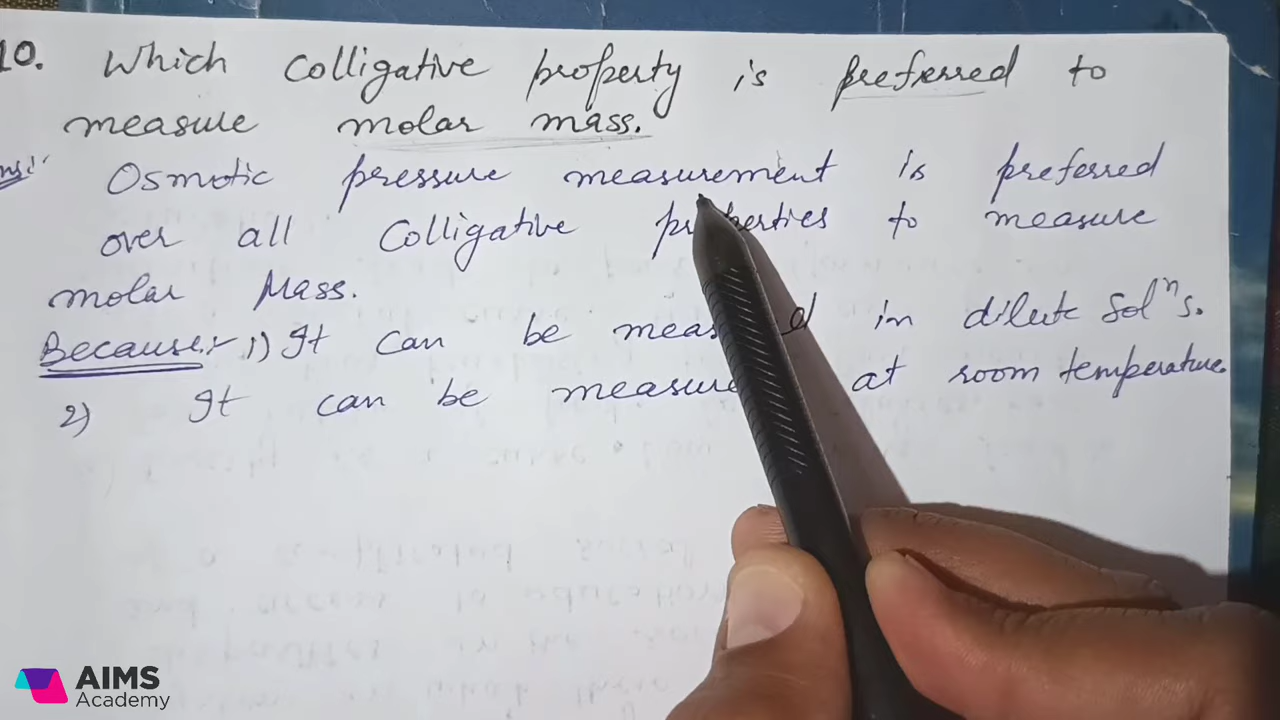 10. Which Colligative property is preferred to
measure molar mass.
Osmotic pressure measurement is preferred
over all Colligative properties to measure
molar Mass.
Because:- 1) It can be in dilute Solⁿs.
2) It can be at room temperature.
AIMS
Academy